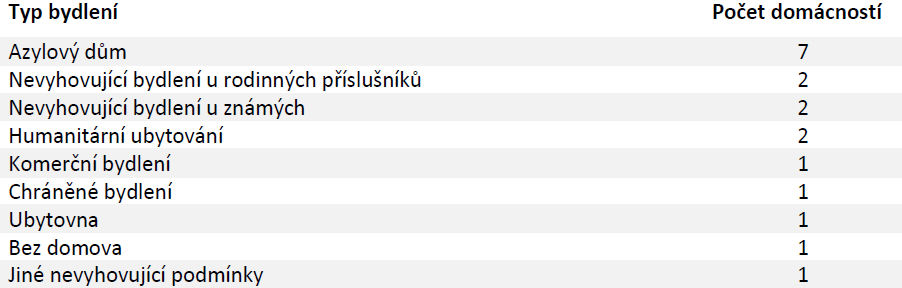 Typ bydlení Počet domácností
Azylový dům 7
Nevyhovující bydlení u rodinných příslušníků 2
Nevyhovující bydlení u známých 2
Humanitární ubytování 2
Komerční bydlení 1
Chráněné bydlení 1
Ubytovna 1
Bez domova 1
Jiné nevyhovující podmínky 1